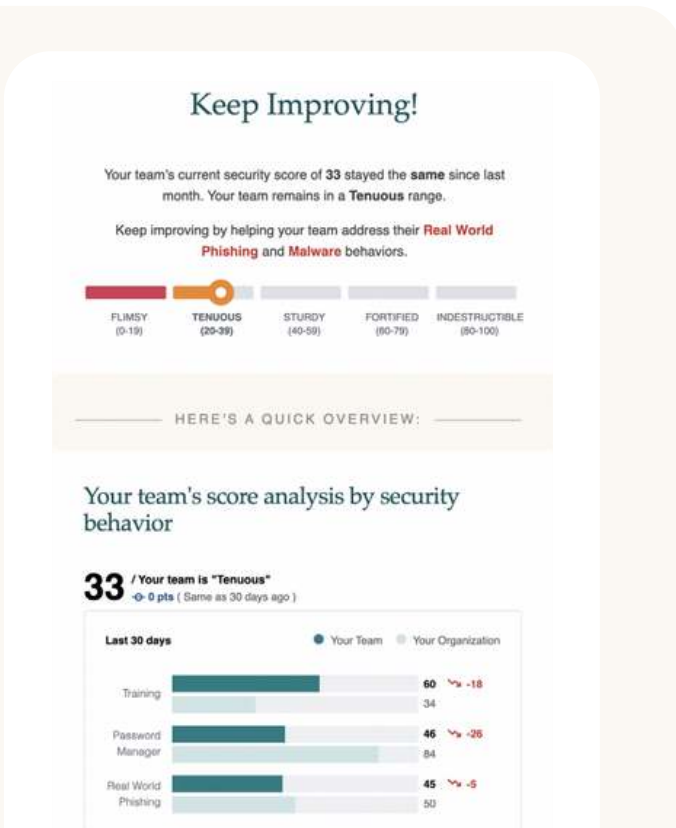 Keep Improving!
Your team's current security score of 33 stayed the same since last
month. Your team remains in a Tenuous range.
Keep improving by helping your team address their Real World
Phishing and Malware behaviors.
FLIMSY TENUOUS STURDY FORTIFIED INDESTRUCTIBLE
(0-19) (20-39) (40-59) (60-79) (80-100)
HERE'S A QUICK OVERVIEW:
Your team's score analysis by security
behavior
33 / Your team is "Tenuous"
0 pts ( Same as 30 days ago )
Last 30 days Your Team Your Organization
Training 60 -18
34
Password 46 -26
Manager 84
Real World 45 -5
Phishing 50